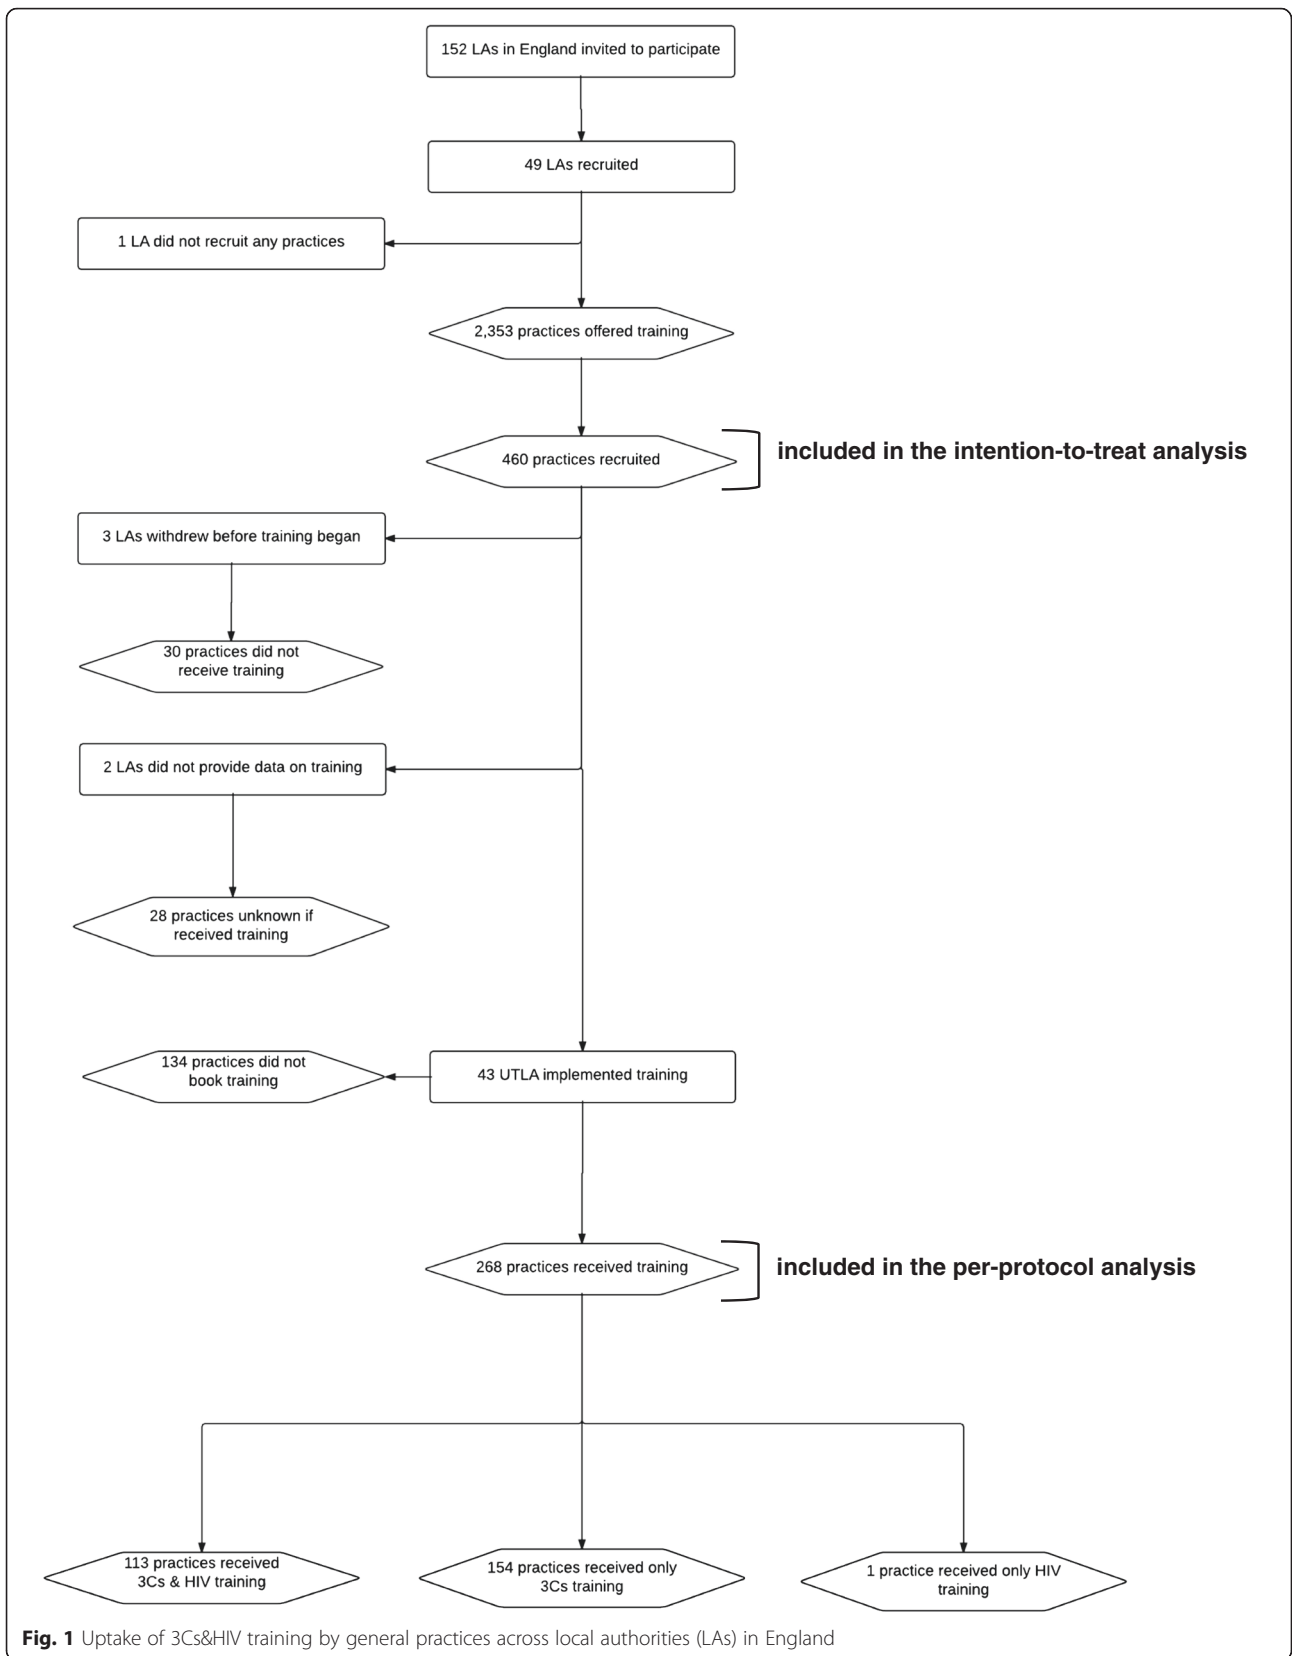 152 LAs in England invited to participate
49 LAs recruited
1 LA did not recruit any practices
2,353 practices offered training
460 practices recruited
included in the intention-to-treat analysis
3 LAs withdrew before training began
30 practices did not
receive training
2 LAs did not provide data on training
28 practices unknown if
received training
134 practices did not
book training
43 UTLA implemented training
268 practices received training
included in the per-protocol analysis
113 practices received
3Cs & HIV training
154 practices received only
3Cs training
1 practice received only HIV
training
Fig. 1 Uptake of 3Cs&HIV training by general practices across local authorities (LAs) in England